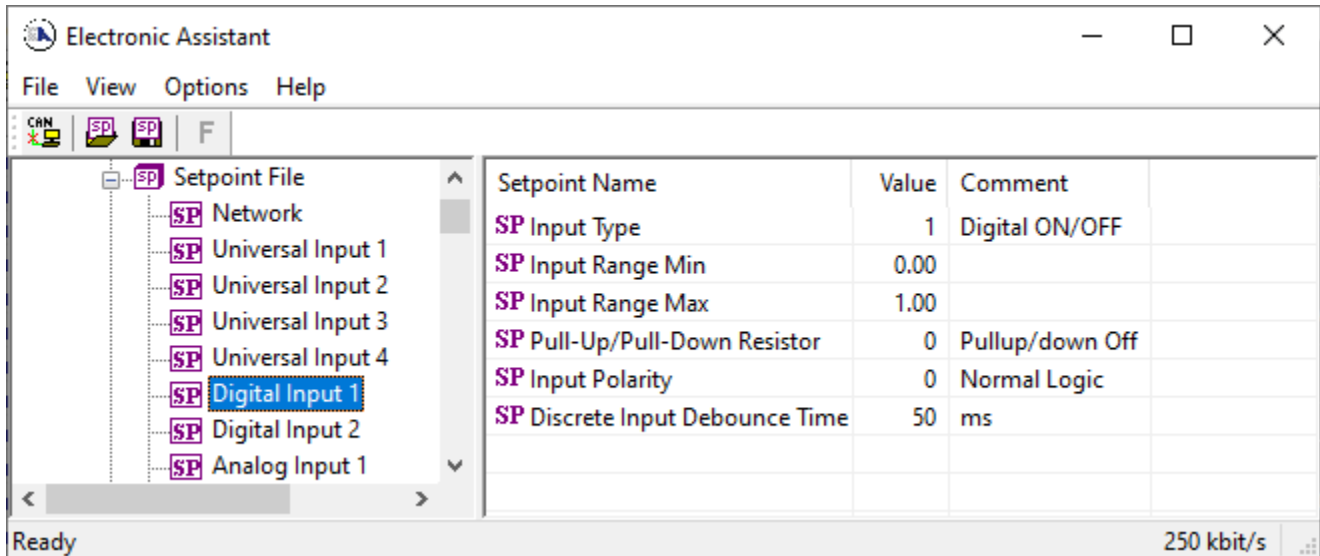 Electronic Assistant
File View Options Help
CAN SP SP F
SP Setpoint File
SP Network
SP Universal Input 1
SP Universal Input 2
SP Universal Input 3
SP Universal Input 4
SP Digital Input 1
SP Digital Input 2
SP Analog Input 1
Setpoint Name Value Comment
SP Input Type 1 Digital ON/OFF
SP Input Range Min 0.00
SP Input Range Max 1.00
SP Pull-Up/Pull-Down Resistor 0 Pullup/down Off
SP Input Polarity 0 Normal Logic
SP Discrete Input Debounce Time 50 ms
Ready 250 kbit/s